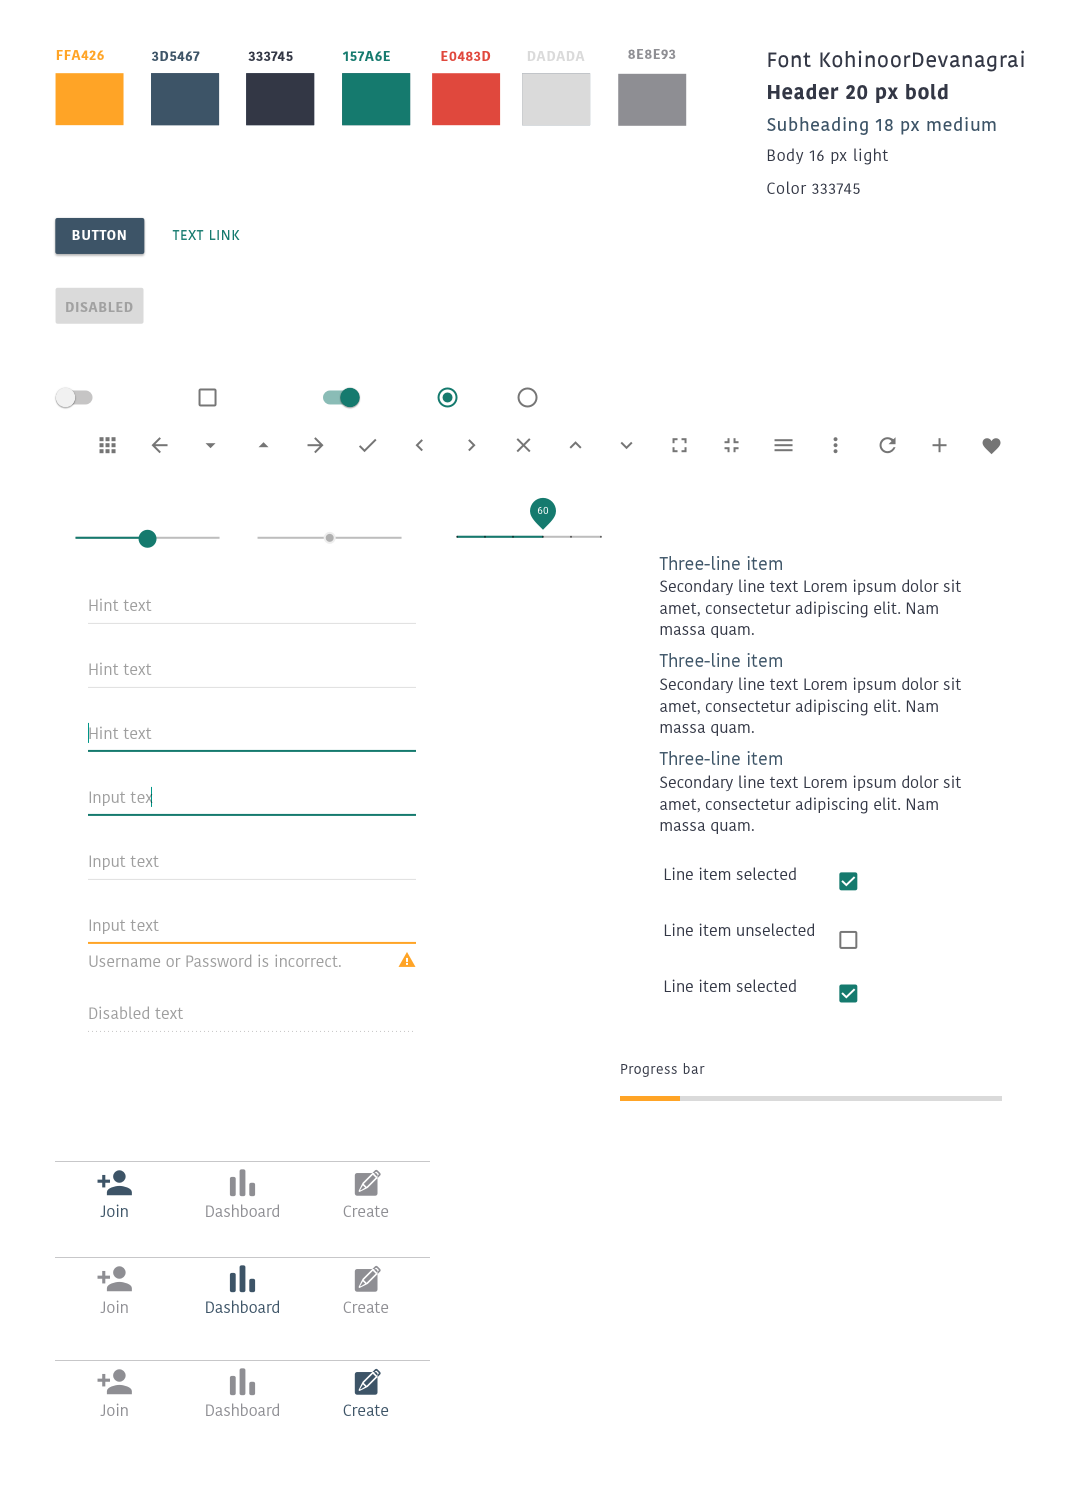 FFA426
3D5467
333745
157A6E
E0483D
DADADA
8E8E93
Font KohinoorDevanagrai
Header 20 px bold
Subheading 18 px medium
Body 16 px light
Color 333745
BUTTON
TEXT LINK
DISABLED
60
Hint text
Hint text
Hint text
Input tex
Input text
Input text
Username or Password is incorrect.
Disabled text
Three-line item
Secondary line text Lorem ipsum dolor sit
amet, consectetur adipiscing elit. Nam
massa quam.
Three-line item
Secondary line text Lorem ipsum dolor sit
amet, consectetur adipiscing elit. Nam
massa quam.
Three-line item
Secondary line text Lorem ipsum dolor sit
amet, consectetur adipiscing elit. Nam
massa quam.
Line item selected
Line item unselected
Line item selected
Progress bar
Join
Dashboard
Create
Join
Dashboard
Create
Join
Dashboard
Create